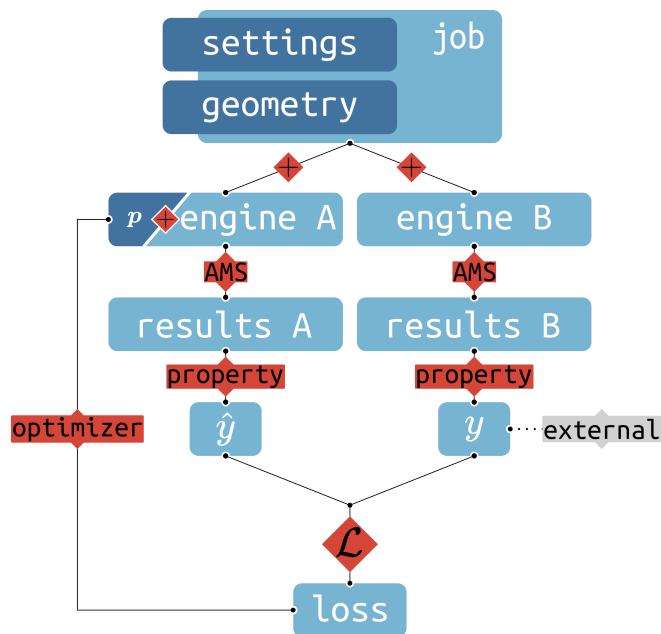 settings
job
geometry
+
+
p
+
engine A
engine B
AMS
AMS
results A
results B
property
property
optimizer
ŷ
y
external
ℒ
loss